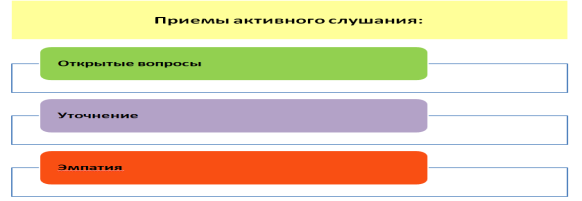 Приемы активного слушания:
Открытые вопросы
Уточнение
Эмпатия